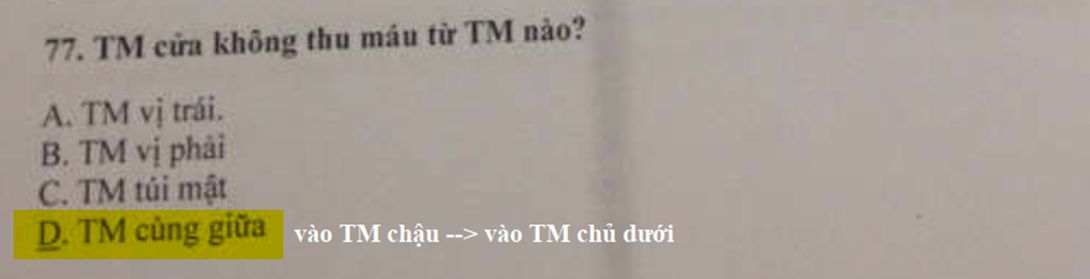 77. TM cửa không thu máu từ TM nào?
A. TM vị trái.
B. TM vị phải
C. TM túi mật
D. TM cùng giữa vào TM chậu --> vào TM chủ dưới